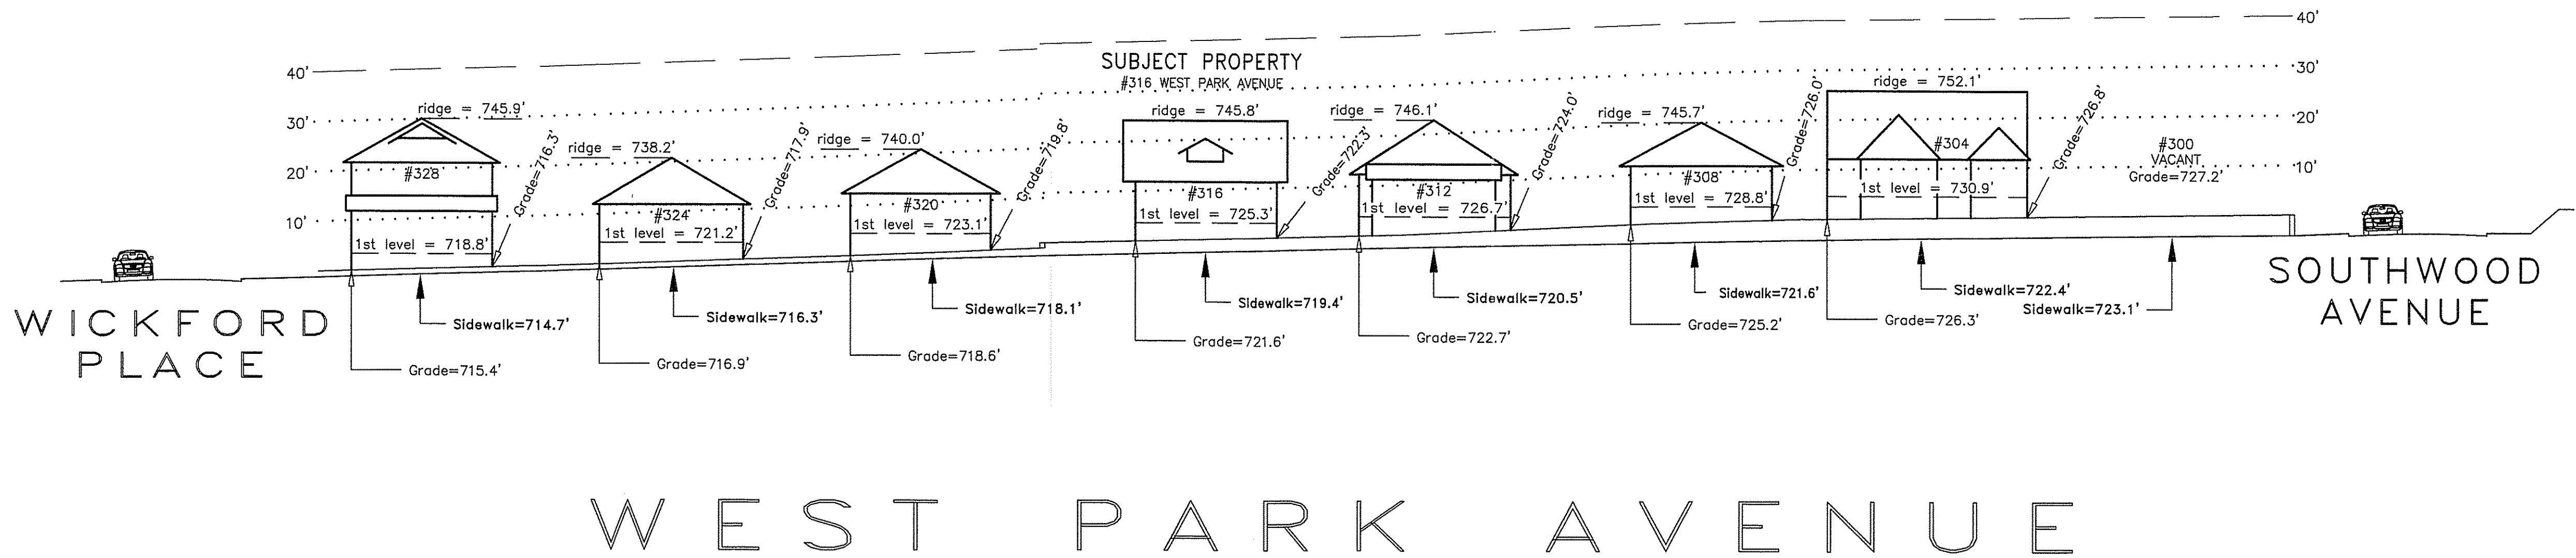 40'
SUBJECT PROPERTY
#316 WEST PARK AVENUE
40'
30'
20'
10'
40'
30'
20'
10'
ridge = 745.9'
#328
1st level = 718.8'
Grade=716.3'
Sidewalk=714.7'
Grade=715.4'
ridge = 738.2'
#324
1st level = 721.2'
Grade=717.9'
Sidewalk=716.3'
Grade=716.9'
ridge = 740.0'
#320
1st level = 723.1'
Grade=719.8'
Sidewalk=718.1'
Grade=718.6'
ridge = 745.8'
#316
1st level = 725.3'
Grade=722.3'
Sidewalk=719.4'
Grade=721.6'
ridge = 746.1'
#312
1st level = 726.7'
Grade=724.0'
Sidewalk=720.5'
Grade=722.7'
ridge = 745.7'
#308
1st level = 728.8'
Grade=726.0'
Sidewalk=721.6'
Grade=725.2'
ridge = 752.1'
#304
1st level = 730.9'
Grade=726.8'
Sidewalk=722.4'
Grade=726.3'
#300
VACANT
Grade=727.2'
Sidewalk=723.1'
WICKFORD
PLACE
SOUTHWOOD
AVENUE
WEST PARK AVENUE